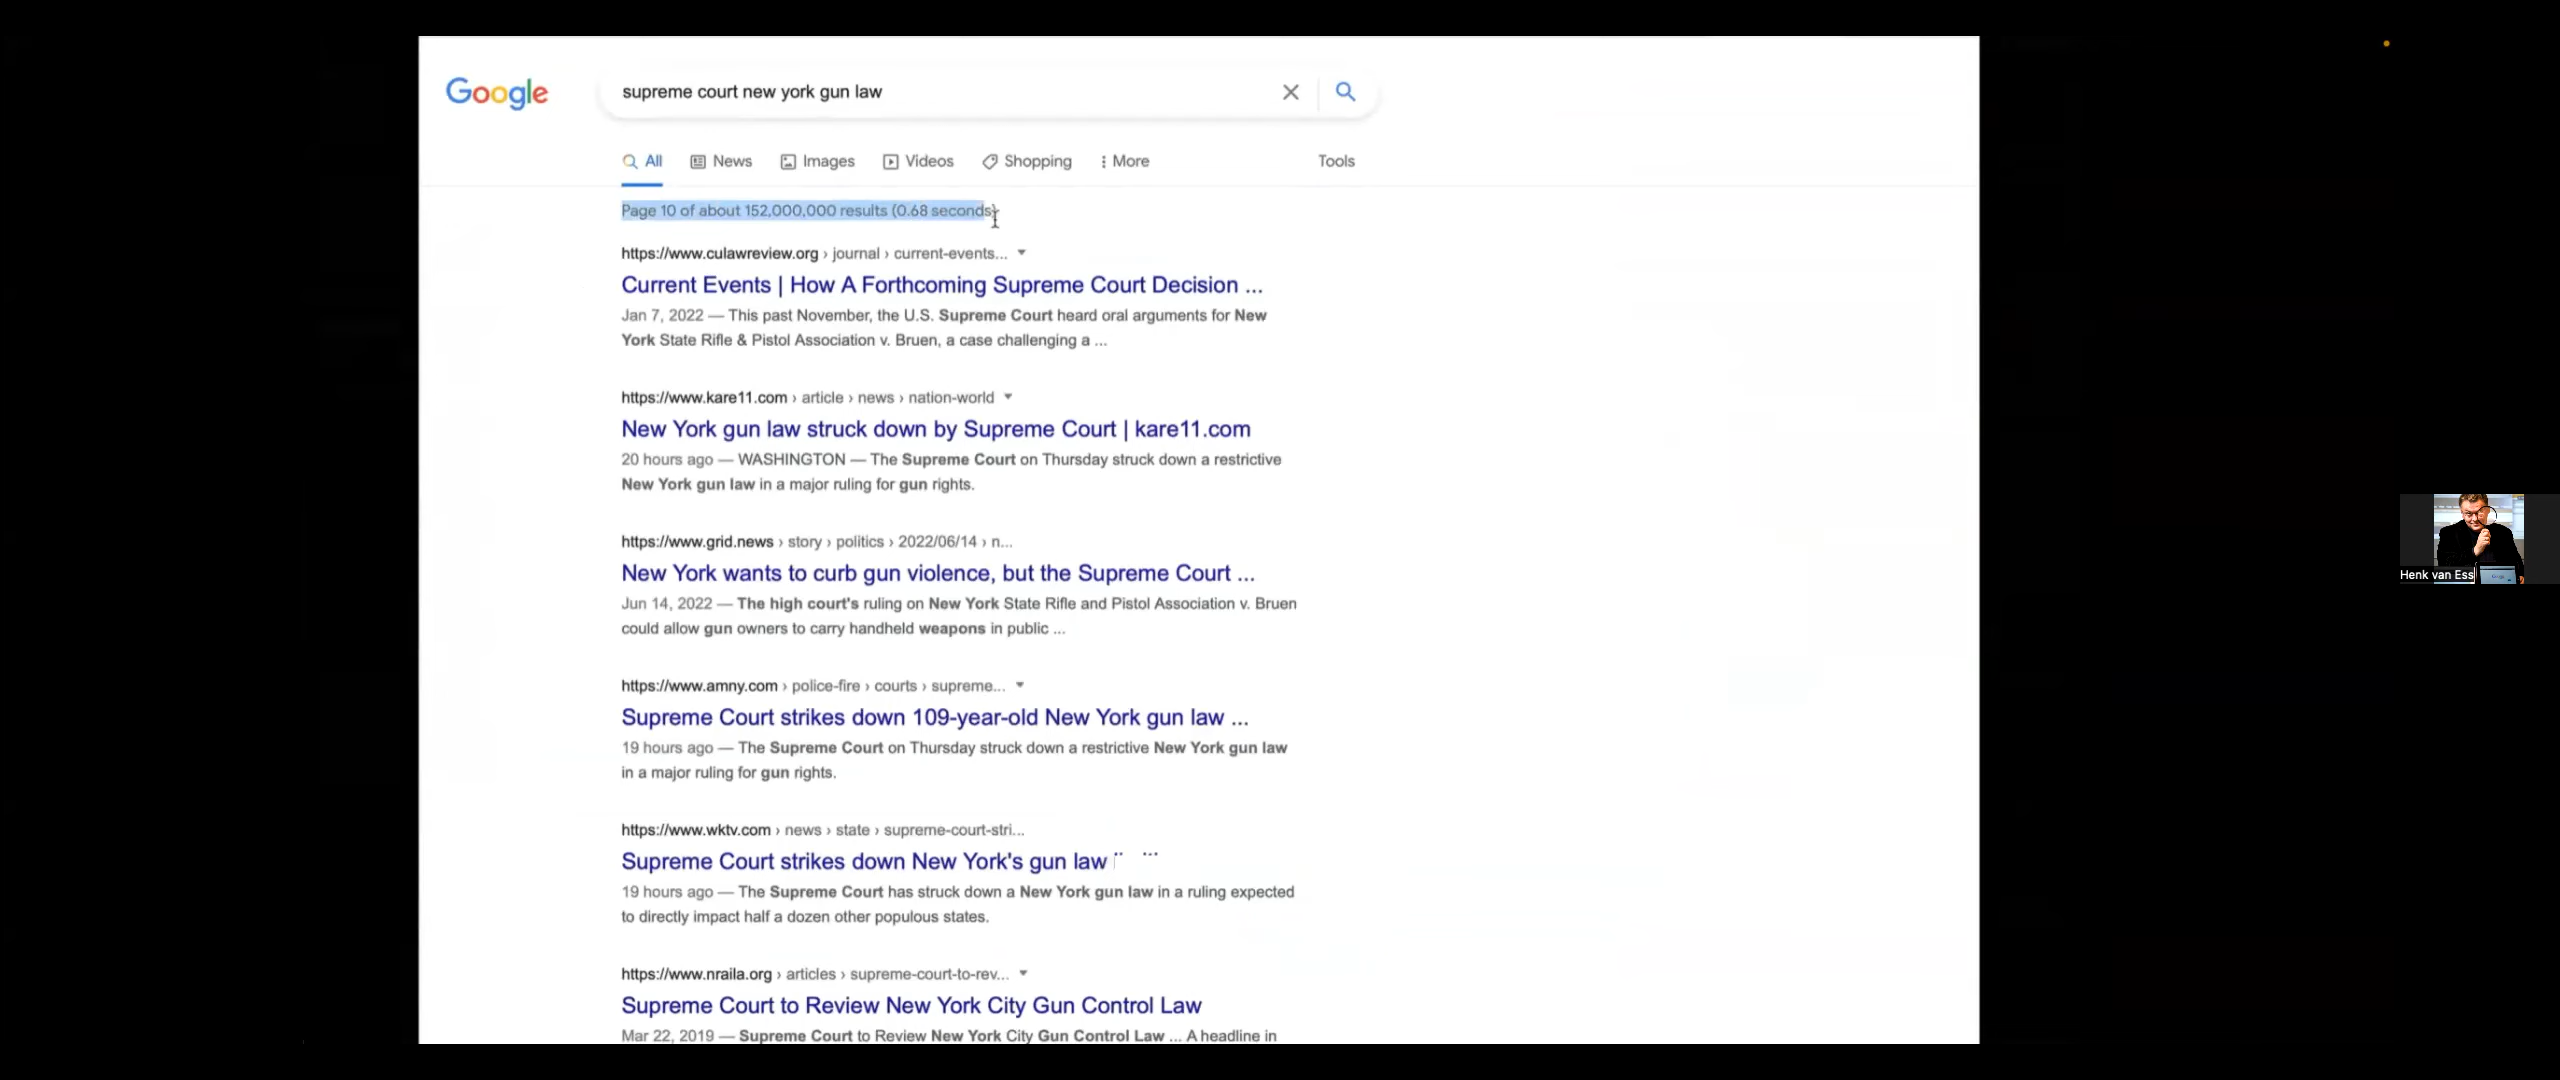 Google
supreme court new york gun law
All News Images Videos Shopping More Tools
Page 10 of about 152,000,000 results (0.68 seconds)
https://www.culawreview.org › journal › current-events...
Current Events | How A Forthcoming Supreme Court Decision ...
Jan 7, 2022 — This past November, the U.S. Supreme Court heard oral arguments for New
York State Rifle & Pistol Association v. Bruen, a case challenging a ...
https://www.kare11.com › article › news › nation-world
New York gun law struck down by Supreme Court | kare11.com
20 hours ago — WASHINGTON — The Supreme Court on Thursday struck down a restrictive
New York gun law in a major ruling for gun rights.
https://www.grid.news › story › politics › 2022/06/14 › n...
New York wants to curb gun violence, but the Supreme Court ...
Jun 14, 2022 — The high court's ruling on New York State Rifle and Pistol Association v. Bruen
could allow gun owners to carry handheld weapons in public ...
https://www.amny.com › police-fire › courts › supreme...
Supreme Court strikes down 109-year-old New York gun law ...
19 hours ago — The Supreme Court on Thursday struck down a restrictive New York gun law
in a major ruling for gun rights.
https://www.wktv.com › news › state › supreme-court-stri...
Supreme Court strikes down New York's gun law
19 hours ago — The Supreme Court has struck down a New York gun law in a ruling expected
to directly impact half a dozen other populous states.
https://www.nraila.org › articles › supreme-court-to-rev...
Supreme Court to Review New York City Gun Control Law
Mar 22, 2019 — Supreme Court to Review New York City Gun Control Law ... A headline in
Henk van Ess